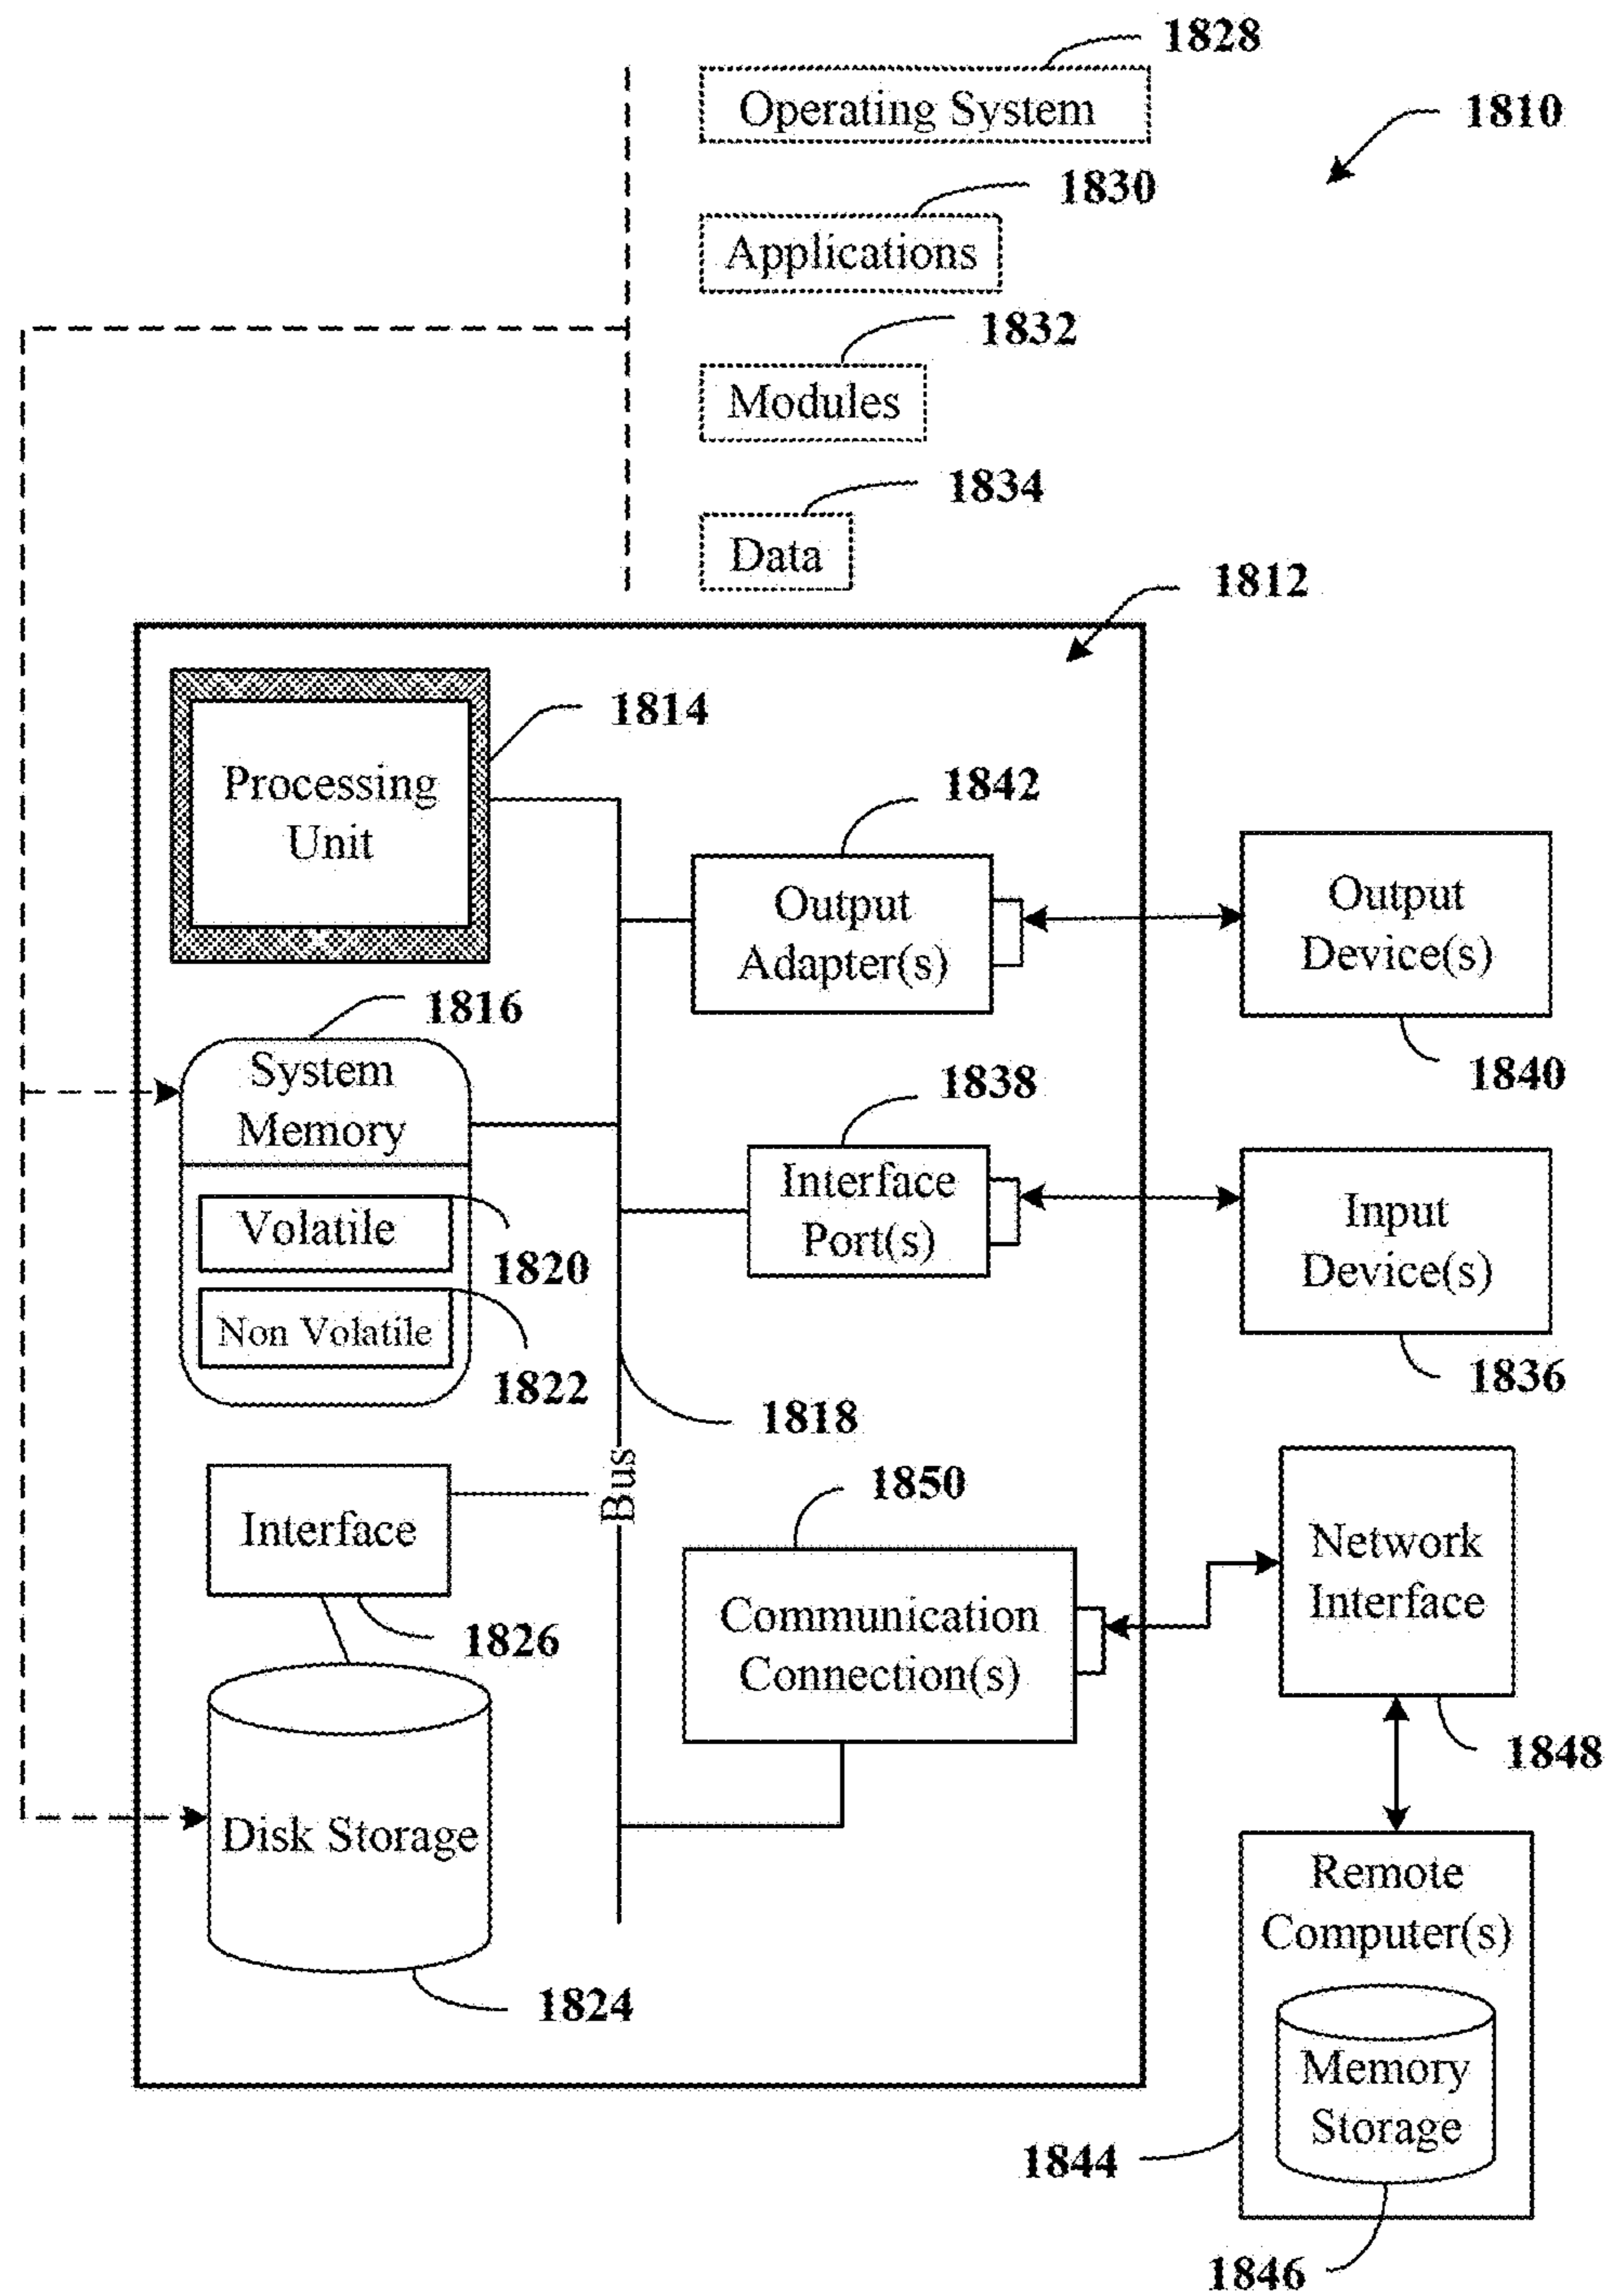 1828
Operating System
1810
1830
Applications
1832
Modules
1834
Data
1812
1814
Processing
Unit
1842
Output
Adapter(s)
Output
Device(s)
1840
1816
System
Memory
1838
Interface
Port(s)
Input
Device(s)
1836
Volatile
1820
Non Volatile
1822
1818
Bus
1850
Interface
1826
Communication
Connection(s)
Network
Interface
1848
Disk Storage
1824
Remote
Computer(s)
Memory
Storage
1844
1846